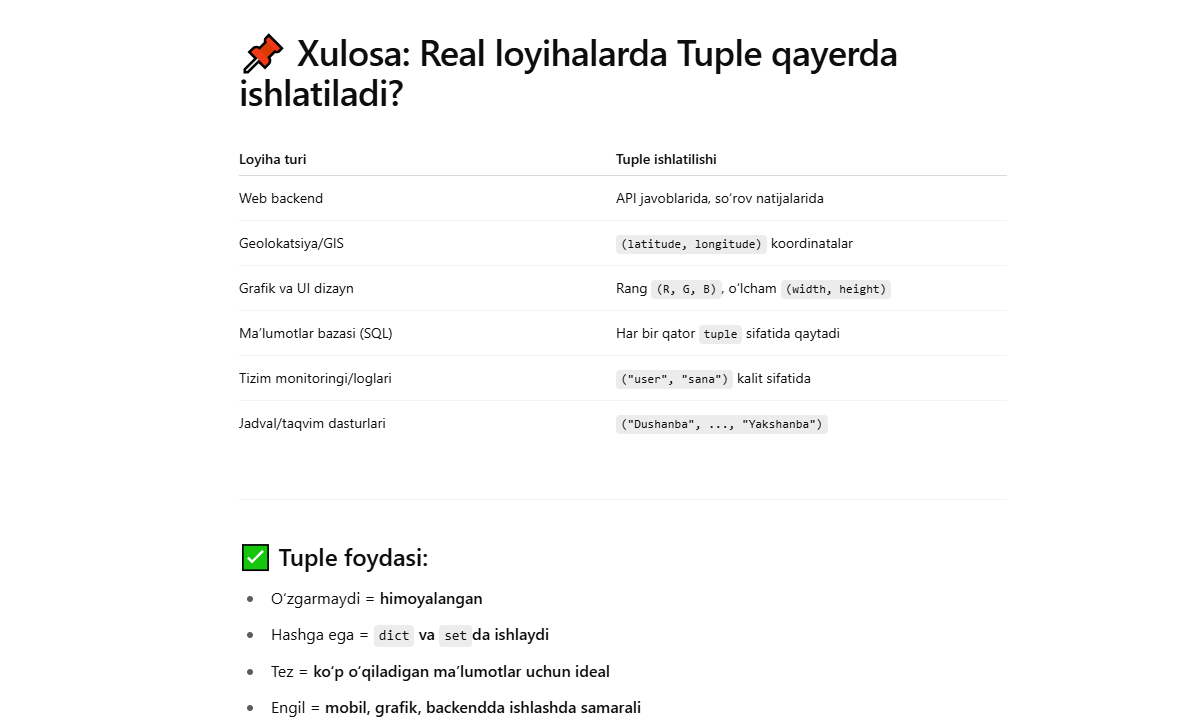 📌 Xulosa: Real loyihalarda Tuple qayerda
ishlatiladi?
Loyiha turi Tuple ishlatilishi
Web backend API javoblarida, so‘rov natijalarida
Geolokatsiya/GIS (latitude, longitude) koordinatalar
Grafik va UI dizayn Rang (R, G, B), o‘lcham (width, height)
Ma’lumotlar bazasi (SQL) Har bir qator tuple sifatida qaytadi
Tizim monitoringi/loglari ("user", "sana") kalit sifatida
Jadval/taqvim dasturlari ("Dushanba", ..., "Yakshanba")
✅ Tuple foydasi:
• O‘zgarmaydi = himoyalangan
• Hashga ega = dict va set da ishlaydi
• Tez = ko‘p o‘qiladigan ma’lumotlar uchun ideal
• Engil = mobil, grafik, backendda ishlashda samarali